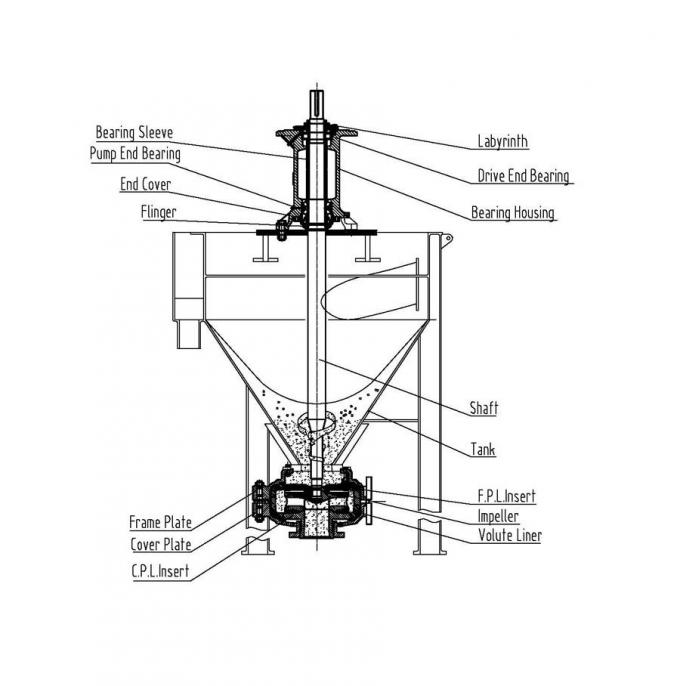 Bearing Sleeve
Pump End Bearing
End Cover
Flinger
Labyrinth
Drive End Bearing
Bearing Housing
Shaft
Tank
F.P.L.Insert
Impeller
Volute Liner
Frame Plate
Cover Plate
C.P.L.Insert